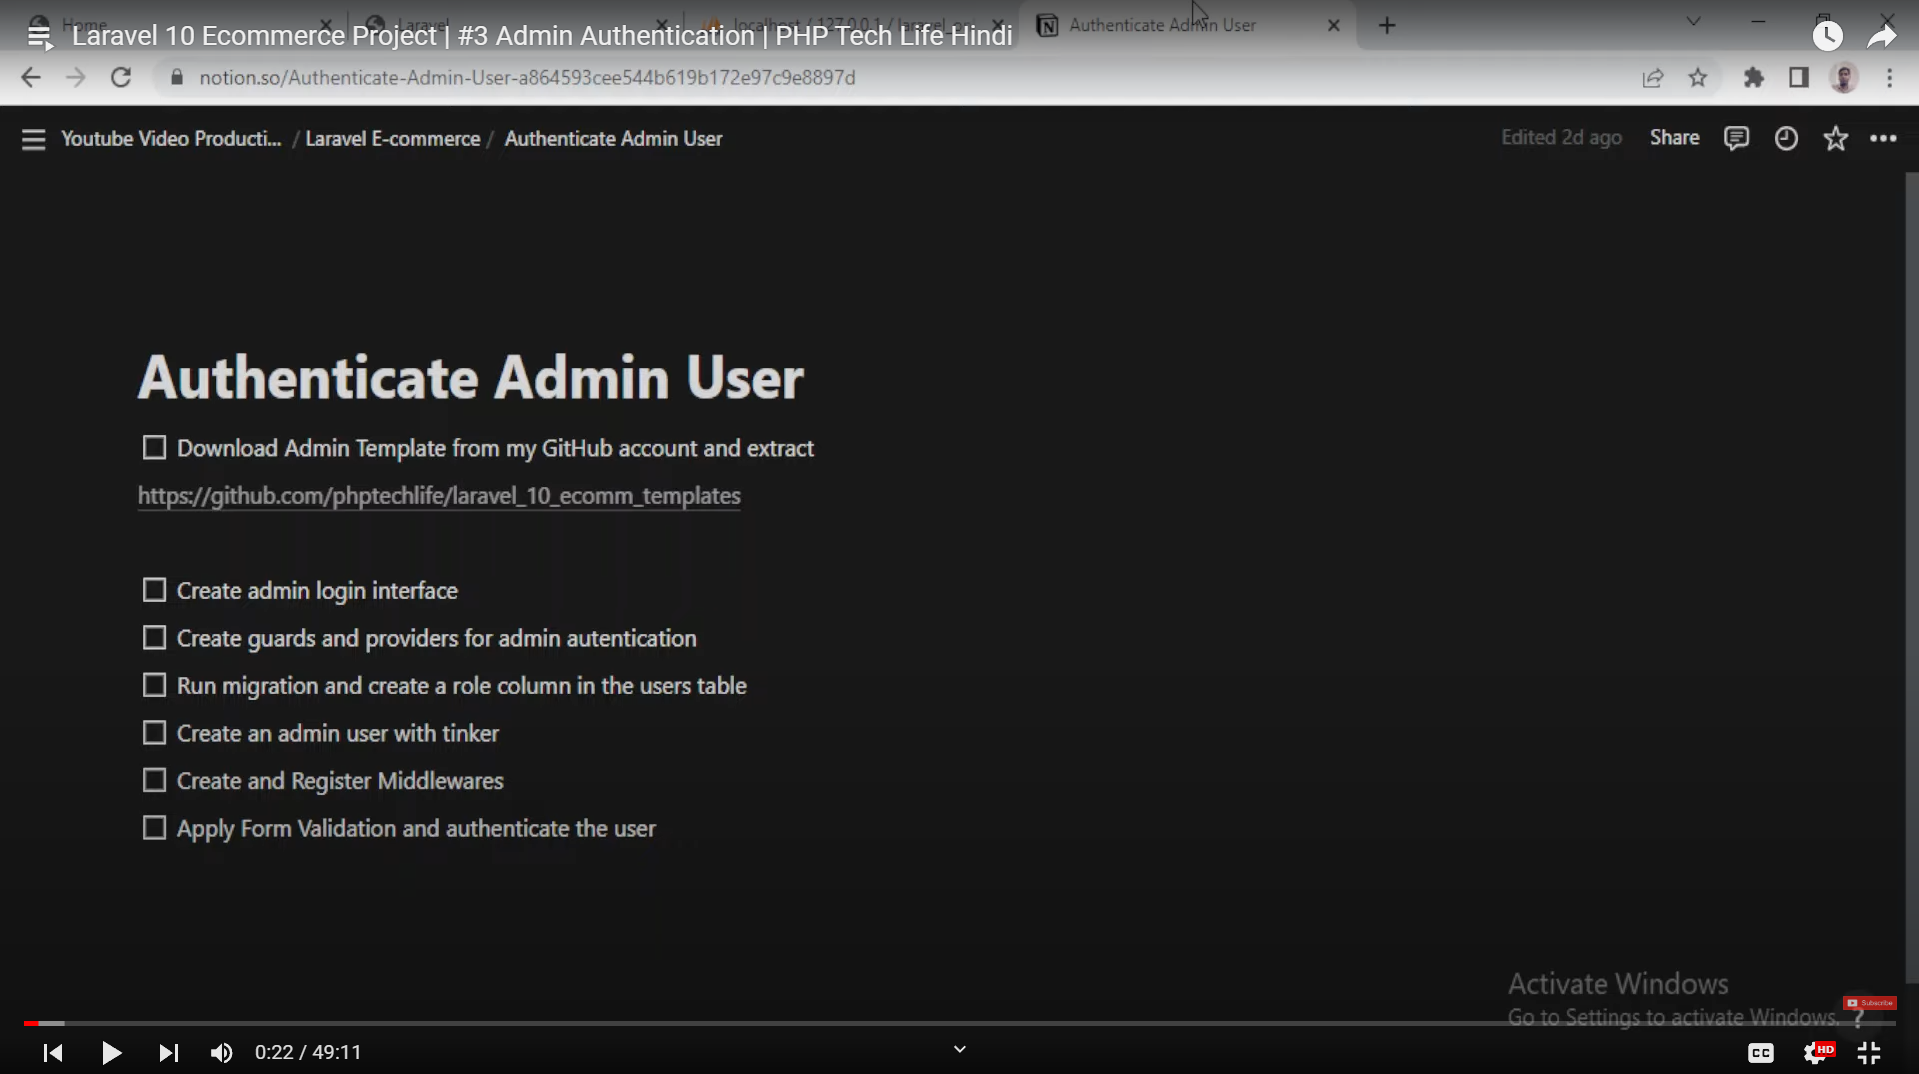 Home
Laravel
localhost / 127.0.0.1 /
Authenticate Admin User
Laravel 10 Ecommerce Project | #3 Admin Authentication | PHP Tech Life Hindi
notion.so/Authenticate-Admin-User-a864593cee544b619b172e97c9e8897d
Youtube Video Producti... / Laravel E-commerce / Authenticate Admin User
Edited 2d ago Share
Authenticate Admin User
Download Admin Template from my GitHub account and extract
https://github.com/phptechlife/laravel_10_ecomm_templates
Create admin login interface
Create guards and providers for admin autentication
Run migration and create a role column in the users table
Create an admin user with tinker
Create and Register Middlewares
Apply Form Validation and authenticate the user
Activate Windows
Subscribe
Go to Settings to activate Windows.
?
0:22 / 49:11
CC
HD